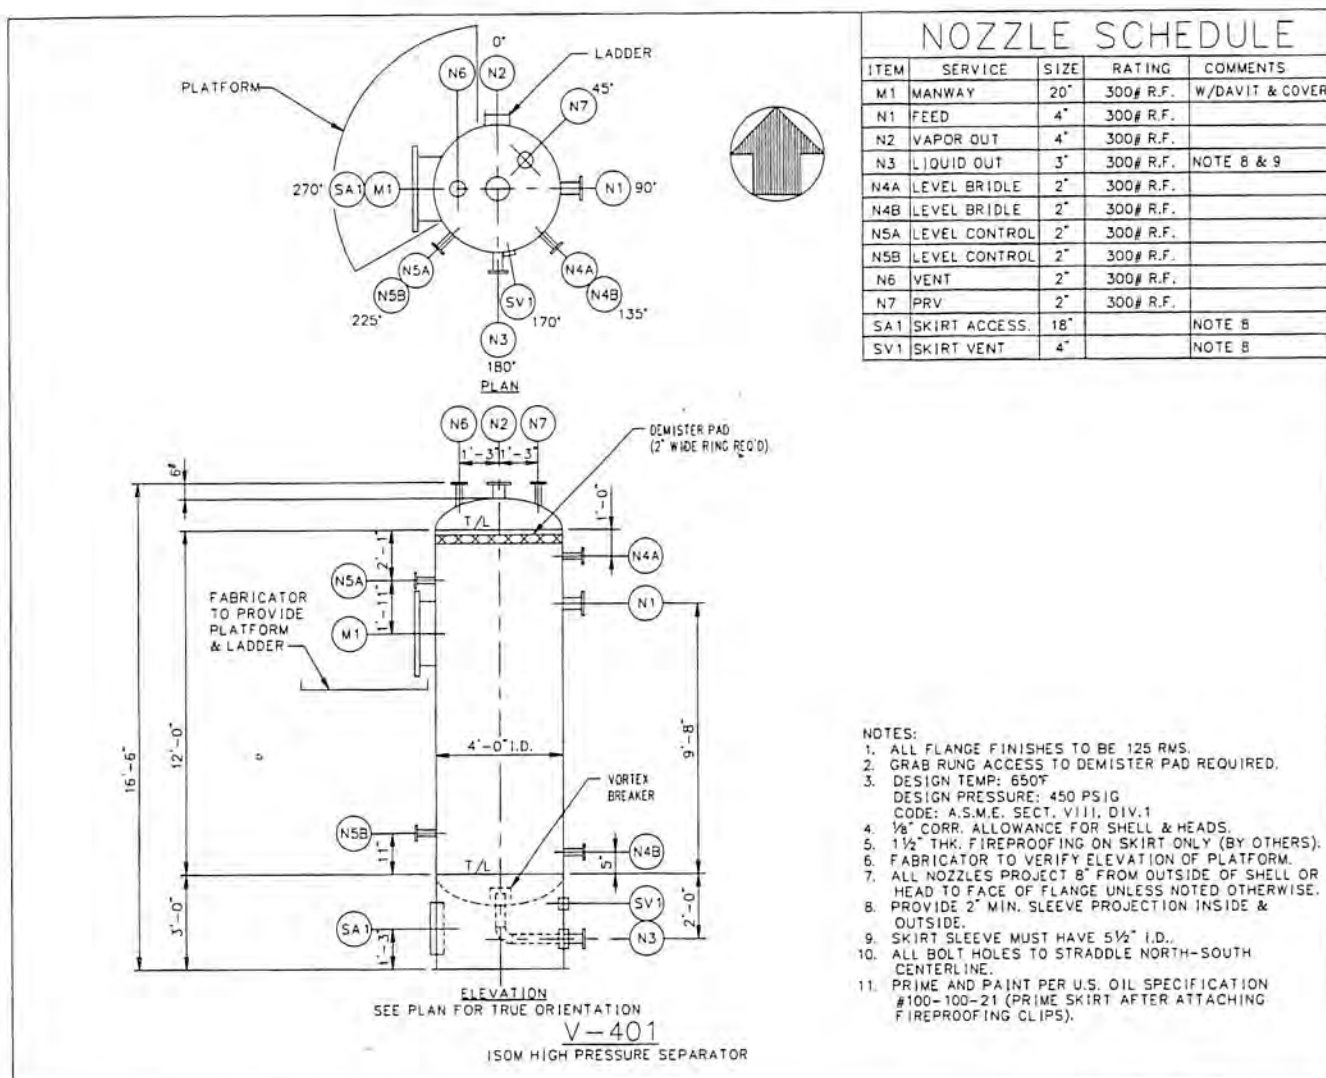 NOZZLE SCHEDULE
ITEM SERVICE SIZE RATING COMMENTS
M1 MANWAY 20" 300# R.F. W/DAVIT & COVER
N1 FEED 4" 300# R.F.
N2 VAPOR OUT 4" 300# R.F.
N3 LIQUID OUT 3" 300# R.F. NOTE 8 & 9
N4A LEVEL BRIDLE 2" 300# R.F.
N4B LEVEL BRIDLE 2" 300# R.F.
N5A LEVEL CONTROL 2" 300# R.F.
N5B LEVEL CONTROL 2" 300# R.F.
N6 VENT 2" 300# R.F.
N7 PRV 2" 300# R.F.
SA1 SKIRT ACCESS. 18" NOTE 8
SV1 SKIRT VENT 4" NOTE 8
0°
LADDER
N6 N2
PLATFORM
45°
N7
270° SA1 M1
N1 90°
N5A
N4A
N5B
N4B
SV1
225°
170°
135°
N3
180°
PLAN
N6 N2 N7
DEMISTER PAD
(2" WIDE RING REQ'D)
1'-3" 1'-3"
6"
1'-0"
T/L
2'-1"
N4A
N5A
FABRICATOR
TO PROVIDE
PLATFORM
& LADDER
1'-11"
N1
M1
12'-0"
16'-6"
4'-0" I.D.
9'-8"
VORTEX
BREAKER
N5B
11"
N4B
5"
T/L
3'-0"
SV1
2'-0"
SA1
1'-3"
N3
ELEVATION
SEE PLAN FOR TRUE ORIENTATION
V-401
ISOM HIGH PRESSURE SEPARATOR
NOTES:
1. ALL FLANGE FINISHES TO BE 125 RMS.
2. GRAB RUNG ACCESS TO DEMISTER PAD REQUIRED.
3. DESIGN TEMP: 650°F
DESIGN PRESSURE: 450 PSIG
CODE: A.S.M.E. SECT. VIII, DIV.1
4. 1/8" CORR. ALLOWANCE FOR SHELL & HEADS.
5. 1 1/2" THK. FIREPROOFING ON SKIRT ONLY (BY OTHERS).
6. FABRICATOR TO VERIFY ELEVATION OF PLATFORM.
7. ALL NOZZLES PROJECT 8" FROM OUTSIDE OF SHELL OR
HEAD TO FACE OF FLANGE UNLESS NOTED OTHERWISE.
8. PROVIDE 2" MIN. SLEEVE PROJECTION INSIDE &
OUTSIDE.
9. SKIRT SLEEVE MUST HAVE 5 1/2" I.D..
10. ALL BOLT HOLES TO STRADDLE NORTH-SOUTH
CENTERLINE.
11. PRIME AND PAINT PER U.S. OIL SPECIFICATION
#100-100-21 (PRIME SKIRT AFTER ATTACHING
FIREPROOFING CLIPS).